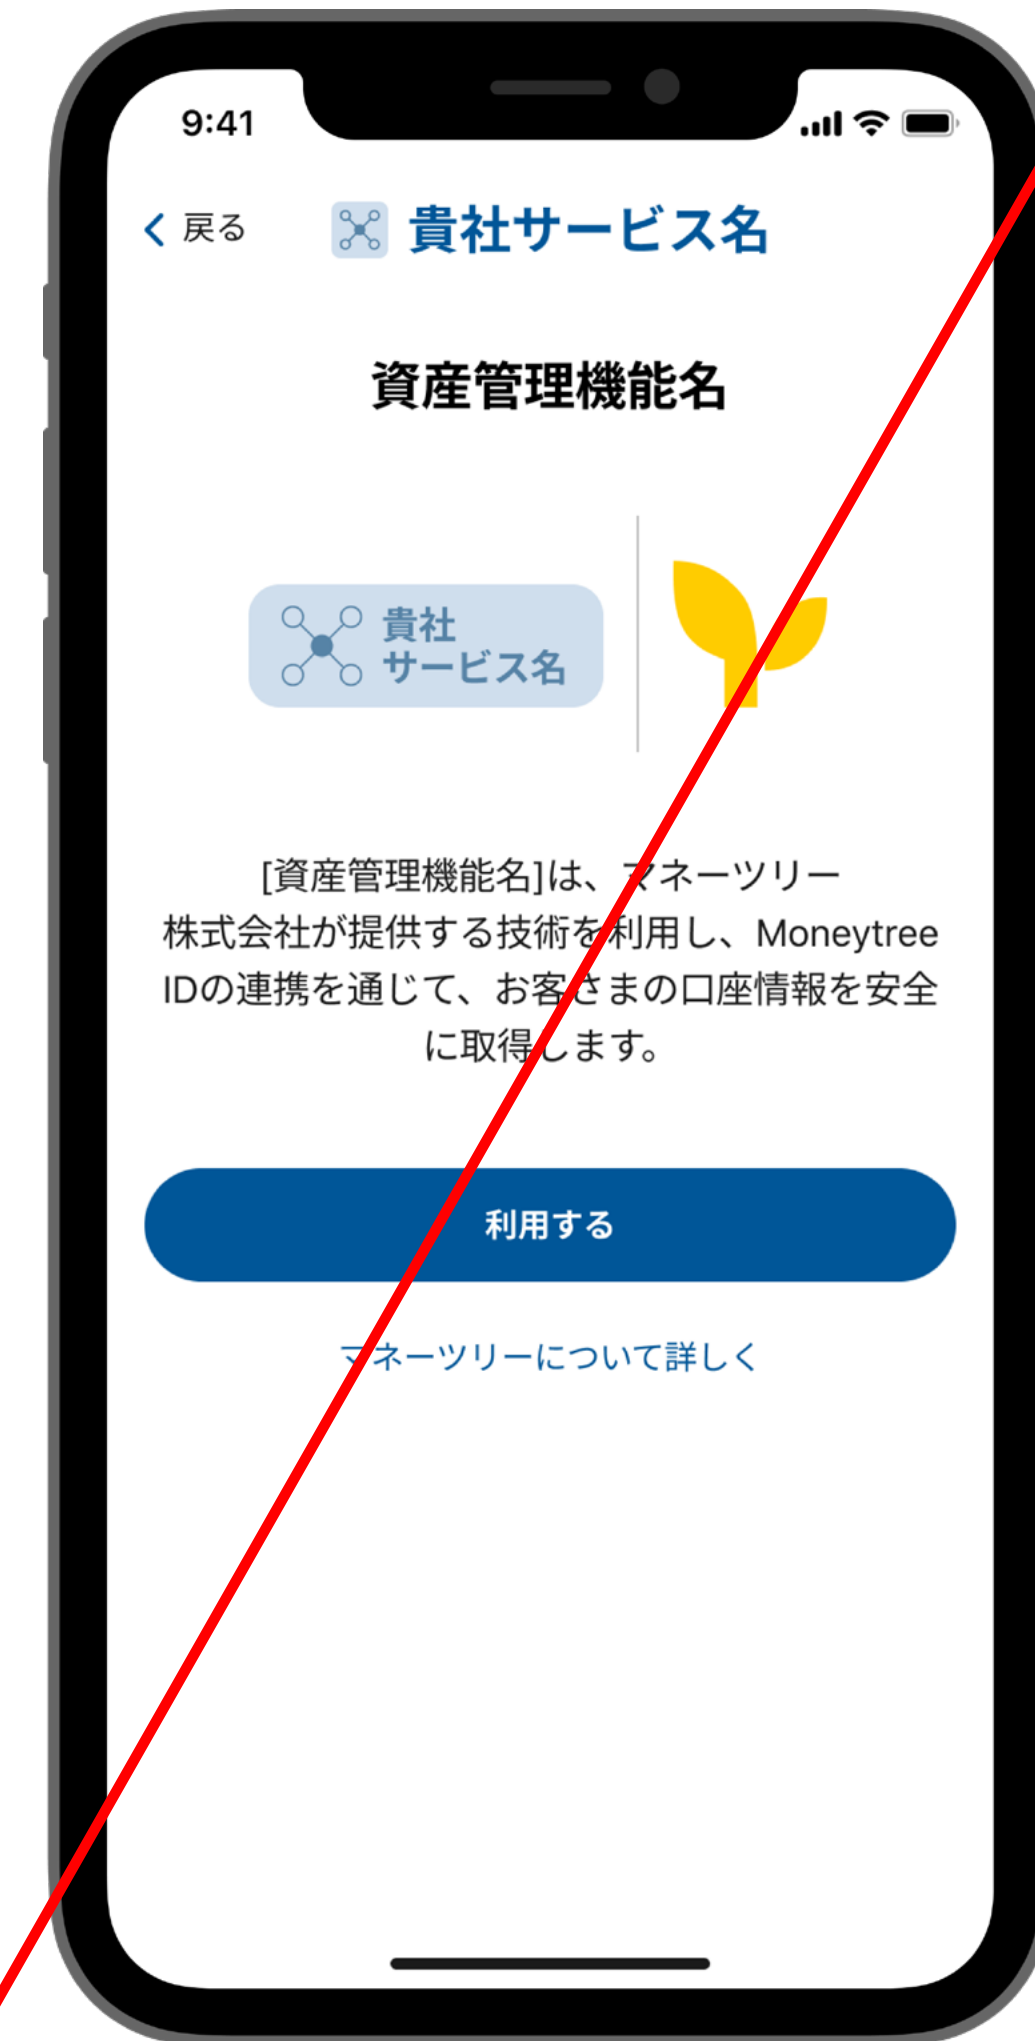 9:41
戻る
貴社サービス名
資産管理機能名
貴社
サービス名
[資産管理機能名]は、マネーツリー
株式会社が提供する技術を利用し、Moneytree
IDの連携を通じて、お客さまの口座情報を安全
に取得します。
利用する
マネーツリーについて詳しく